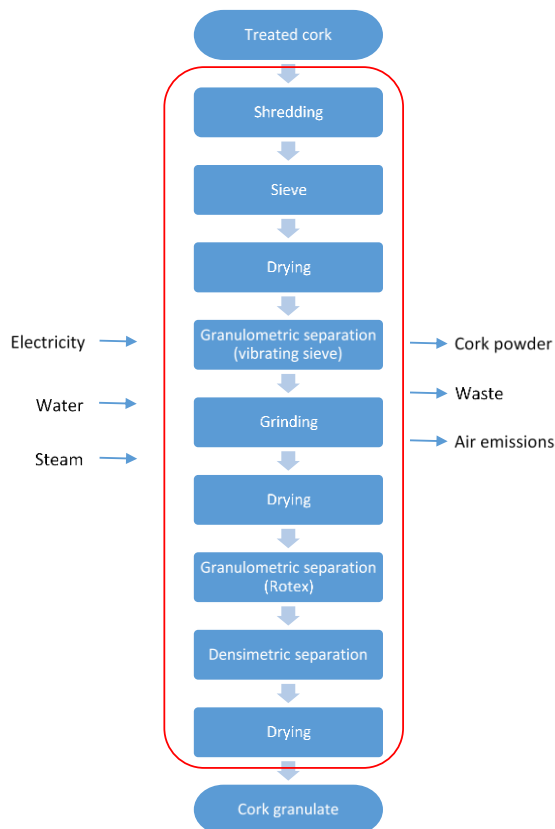 Treated cork
Shredding
Sieve
Drying
Granulometric separation
(vibrating sieve)
Electricity
Cork powder
Waste
Water
Grinding
Air emissions
Steam
Drying
Granulometric separation
(Rotex)
Densimetric separation
Drying
Cork granulate